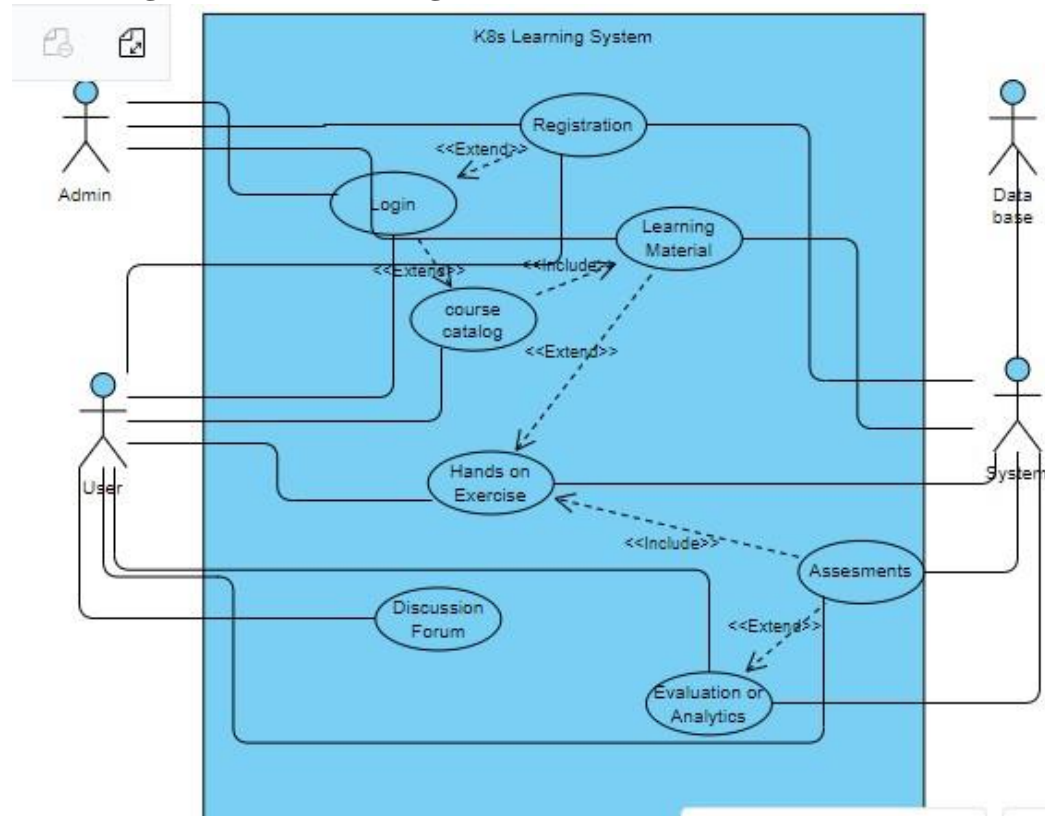 K8s Learning System
Registration
<<Extend>>
Admin
Login
Data
base
Learning
Material
<<Extend>>
<<Include>>
course
catalog
<<Extend>>
Hands on
Exercise
User
System
<<Include>>
Assesments
Discussion
Forum
<<Extend>>
Evaluation or
Analytics